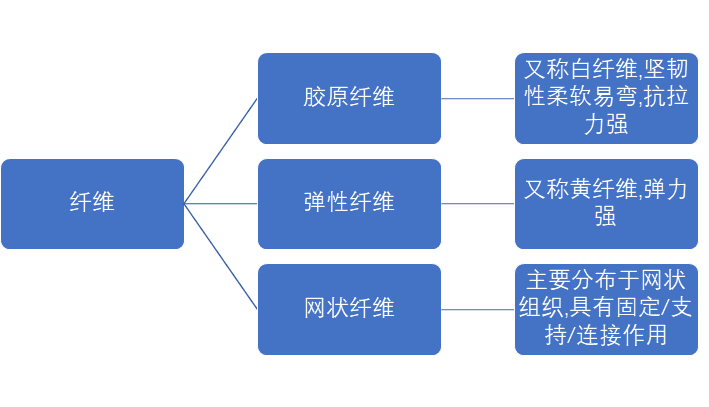 纤维
胶原纤维
又称白纤维,坚韧
性柔软易弯,抗拉
力强
弹性纤维
又称黄纤维,弹力
强
网状纤维
主要分布于网状
组织,具有固定/支
持/连接作用